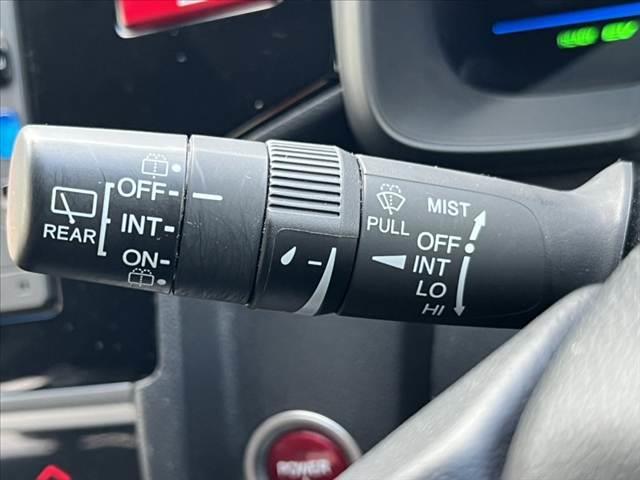 OFF
INT
ON
REAR
PULL
MIST
OFF
INT
LO
HI
POWER